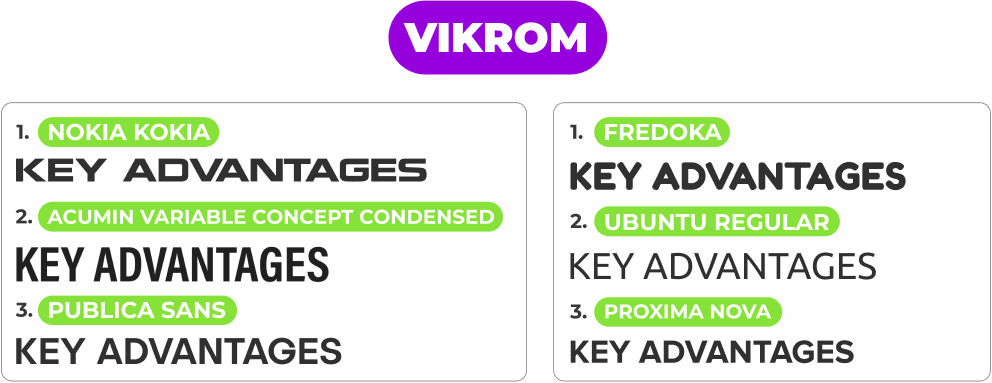 VIKROM
1. NOKIA KOKIA
KEY ADVANTAGES
2. ACUMIN VARIABLE CONCEPT CONDENSED
KEY ADVANTAGES
3. PUBLICA SANS
KEY ADVANTAGES
1. FREDOKA
KEY ADVANTAGES
2. UBUNTU REGULAR
KEY ADVANTAGES
3. PROXIMA NOVA
KEY ADVANTAGES